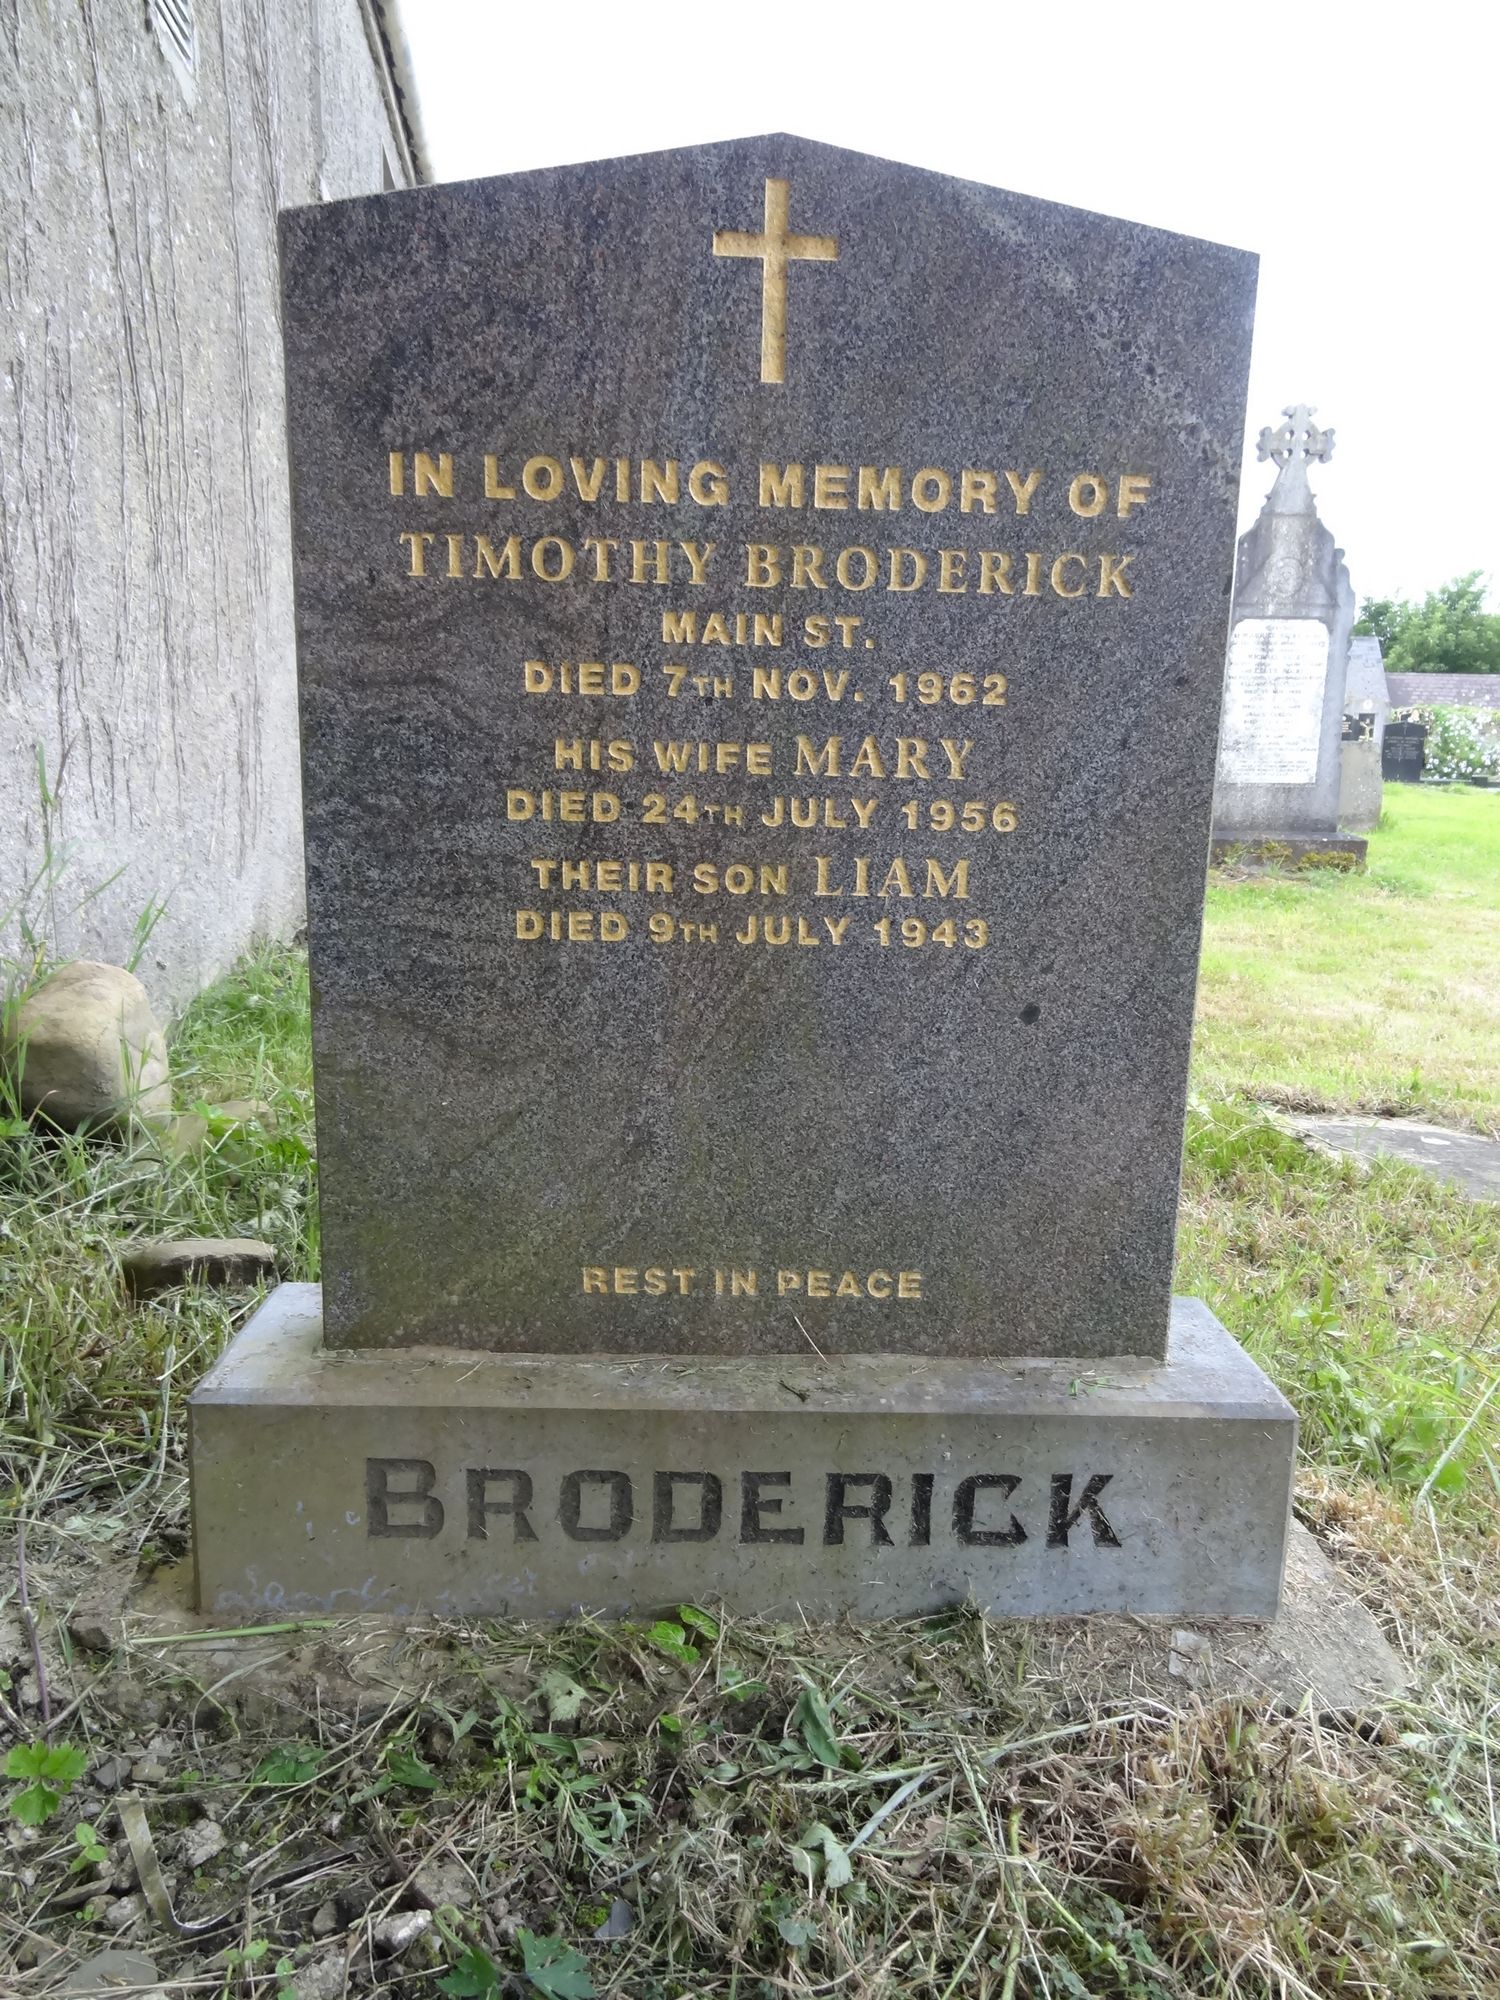 IN LOVING MEMORY OF
TIMOTHY BRODERICK
MAIN ST.
DIED 7TH NOV. 1962
HIS WIFE MARY
DIED 24TH JULY 1956
THEIR SON LIAM
DIED 9TH JULY 1943
REST IN PEACE
BRODERICK